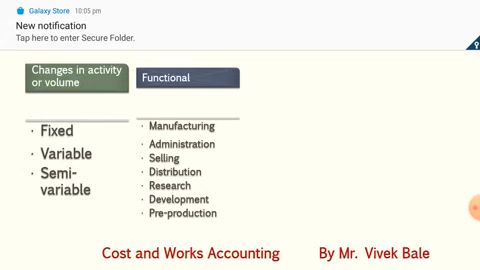 Galaxy Store 10:05 pm
New notification
Tap here to enter Secure Folder.
Changes in activity
or volume
Functional
· Fixed
· Variable
· Semi-
variable
· Manufacturing
· Administration
· Selling
· Distribution
· Research
· Development
· Pre-production
Cost and Works Accounting By Mr. Vivek Bale